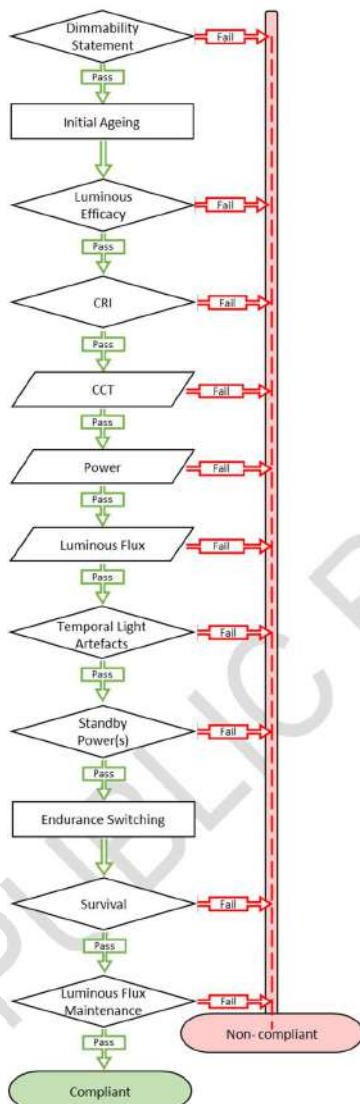 Dimmability
Statement
Fail
Pass
Initial Ageing
Luminous
Efficacy
Fail
Pass
CRI
Fail
Pass
CCT
Fail
Pass
Power
Fail
Pass
Luminous Flux
Fail
Pass
Temporal Light
Artefacts
Fail
Pass
Standby
Power(s)
Fail
Pass
Endurance Switching
Survival
Fail
Pass
Luminous Flux
Maintenance
Fail
Pass
Non- compliant
Compliant
PUBLIC